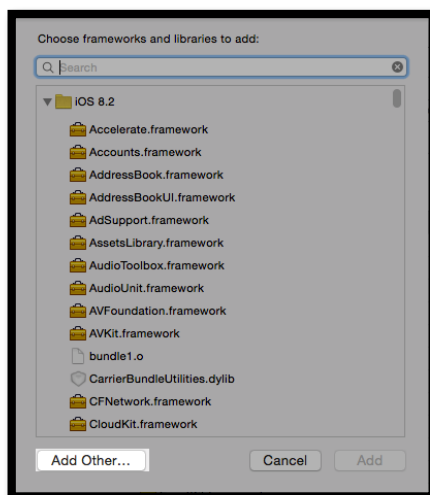 Choose frameworks and libraries to add:
Search
iOS 8.2
Accelerate.framework
Accounts.framework
AddressBook.framework
AddressBookUI.framework
AdSupport.framework
AssetsLibrary.framework
AudioToolbox.framework
AudioUnit.framework
AVFoundation.framework
AVKit.framework
bundle1.o
CarrierBundleUtilities.dylib
CFNetwork.framework
CloudKit.framework
Add Other... Cancel Add